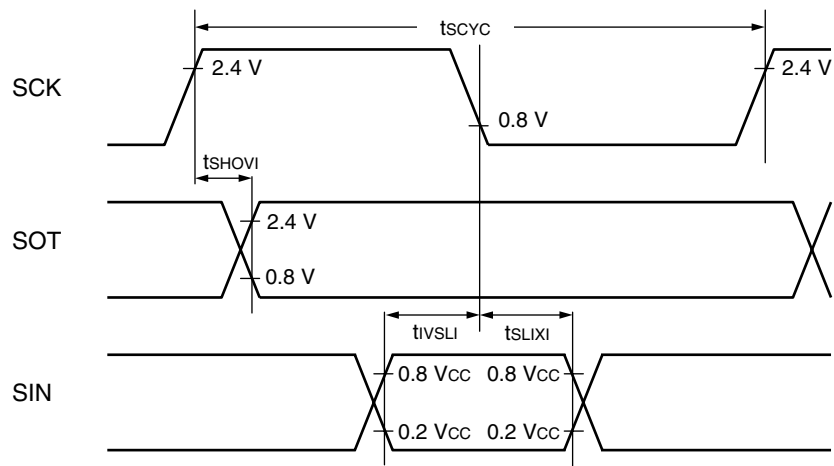 tSCYC
SCK
2.4 V
2.4 V
0.8 V
tSHOVI
SOT
2.4 V
0.8 V
tIVSLI
tSLIXI
SIN
0.8 VCC
0.8 VCC
0.2 VCC
0.2 VCC